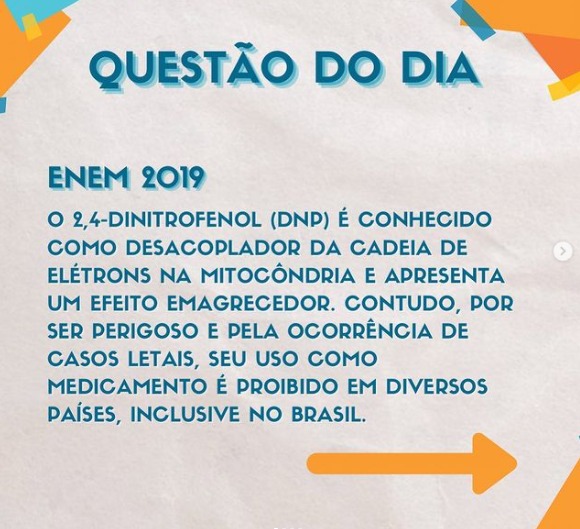 QUESTÃO DO DIA
ENEM 2019
O 2,4-DINITROFENOL (DNP) É CONHECIDO
COMO DESACOPLADOR DA CADEIA DE
ELÉTRONS NA MITOCÔNDRIA E APRESENTA
UM EFEITO EMAGRECEDOR. CONTUDO, POR
SER PERIGOSO E PELA OCORRÊNCIA DE
CASOS LETAIS, SEU USO COMO
MEDICAMENTO É PROIBIDO EM DIVERSOS
PAÍSES, INCLUSIVE NO BRASIL.